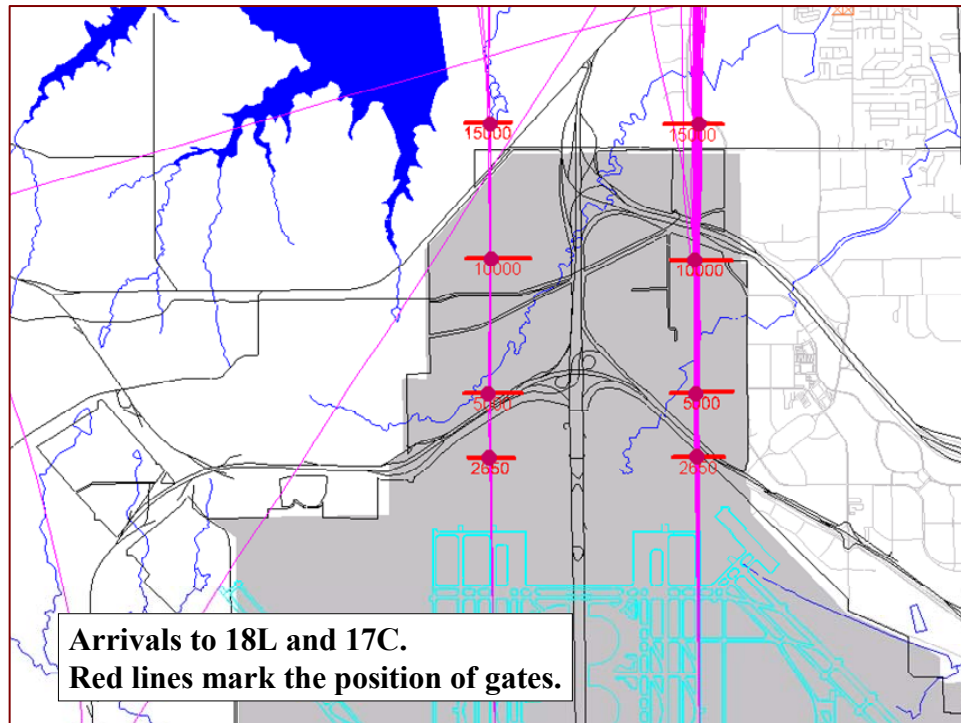 15000 15000
10000 10000
5000 5000
2650 2650
Arrivals to 18L and 17C.
Red lines mark the position of gates.